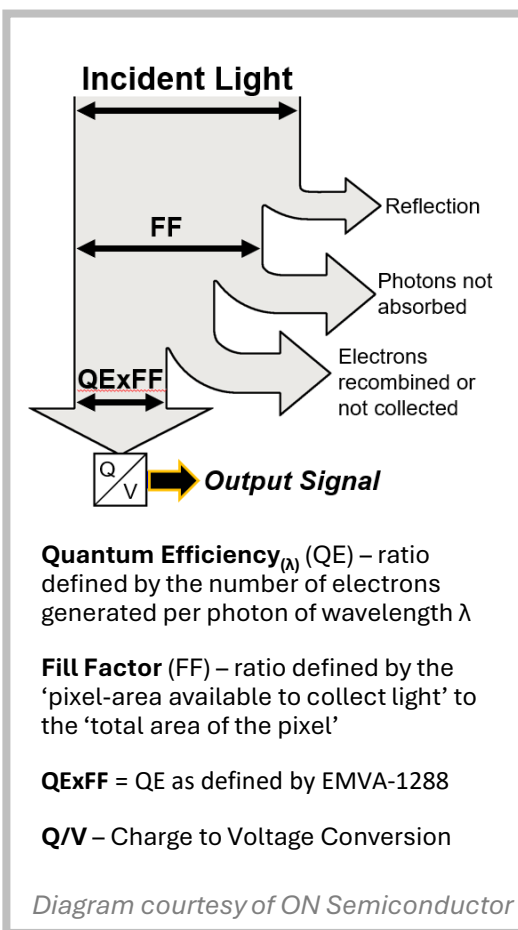 Incident Light
Reflection
FF
Photons not
absorbed
Electrons
recombined or
not collected
QExFF
Q/V
Output Signal
Quantum Efficiency(λ) (QE) – ratio
defined by the number of electrons
generated per photon of wavelength λ
Fill Factor (FF) – ratio defined by the
‘pixel-area available to collect light’ to
the ‘total area of the pixel’
QExFF = QE as defined by EMVA-1288
Q/V – Charge to Voltage Conversion
Diagram courtesy of ON Semiconductor